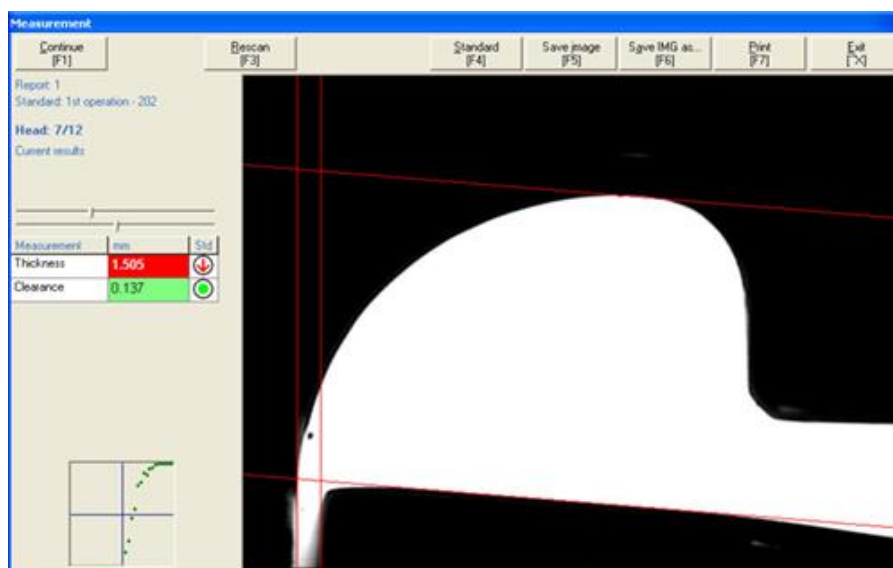 Measurement
Continue [F1]
Rescan [F3]
Standard [F4]
Save image [F5]
Save IMG as... [F6]
Print [F7]
Exit [^X]
Report: 1
Standard: 1st operation - 202
Head: 7/12
Current results
Measurement mm Std
Thickness 1.505
Clearance 0.137